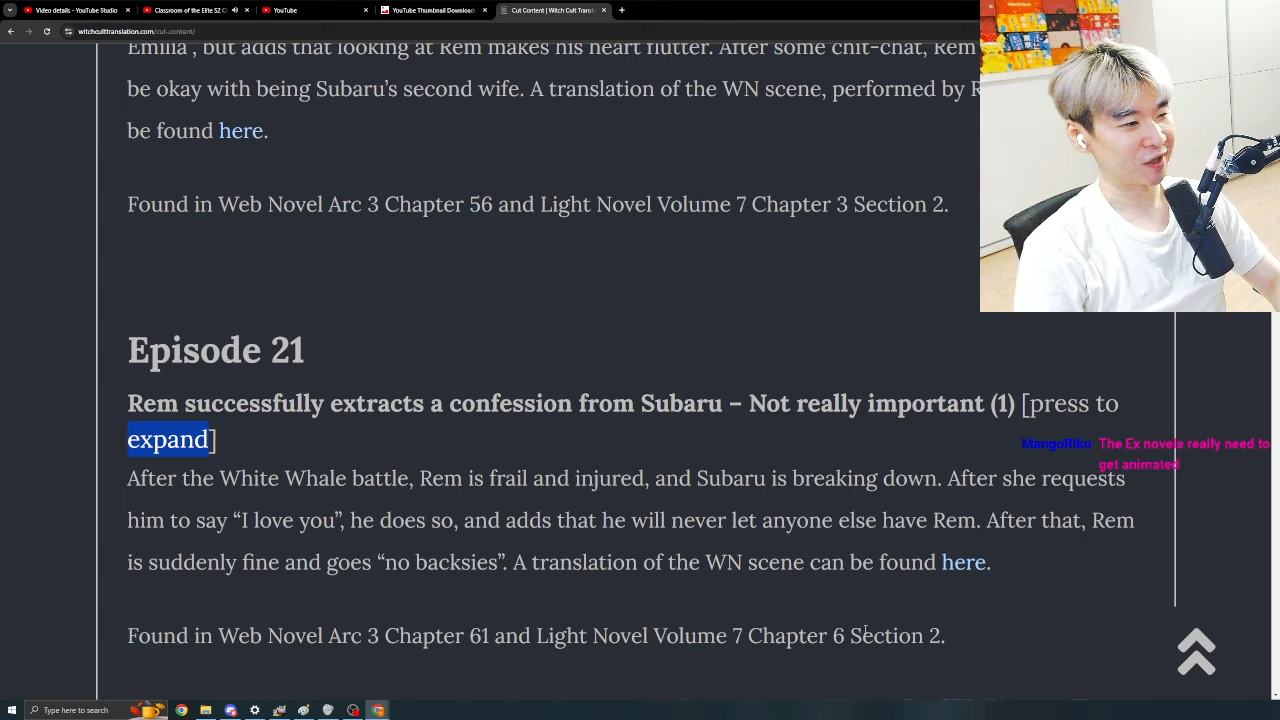 Video details - YouTube Studio
Classroom of the Elite S2 C
YouTube
YouTube Thumbnail Download
Cut Content | Witch Cult Transl
witchculttranslation.com/cut-content/
Emilia", but adds that looking at Rem makes his heart flutter. After some chit-chat, Rem
be okay with being Subaru's second wife. A translation of the WN scene, performed by R
be found here.
Found in Web Novel Arc 3 Chapter 56 and Light Novel Volume 7 Chapter 3 Section 2.
Episode 21
Rem successfully extracts a confession from Subaru – Not really important (1) [press to
expand]
MangoRiko The Ex novels really need to
get animated
After the White Whale battle, Rem is frail and injured, and Subaru is breaking down. After she requests
him to say “I love you”, he does so, and adds that he will never let anyone else have Rem. After that, Rem
is suddenly fine and goes “no backsies”. A translation of the WN scene can be found here.
Found in Web Novel Arc 3 Chapter 61 and Light Novel Volume 7 Chapter 6 Section 2.
Type here to search